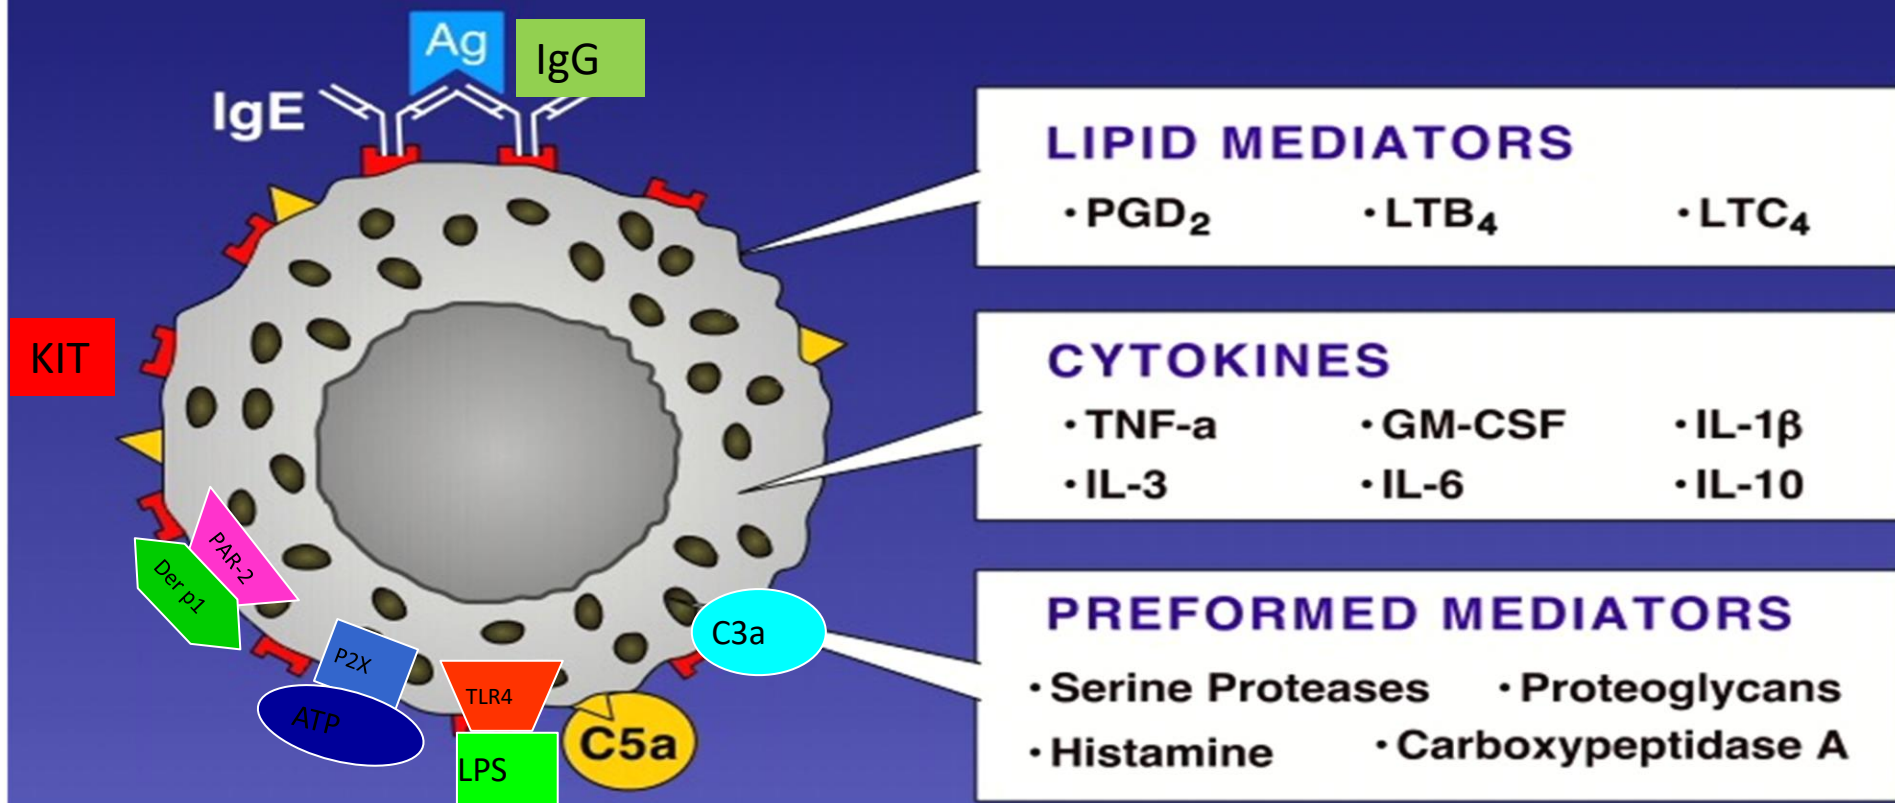 Ag
IgG
IgE
KIT
PAR-2
Der p1
P2X
ATP
TLR4
LPS
C5a
C3a
LIPID MEDIATORS
·PGD₂ ·LTB₄ ·LTC₄
CYTOKINES
·TNF-a ·GM-CSF ·IL-1β
·IL-3 ·IL-6 ·IL-10
PREFORMED MEDIATORS
·Serine Proteases ·Proteoglycans
·Histamine ·Carboxypeptidase A